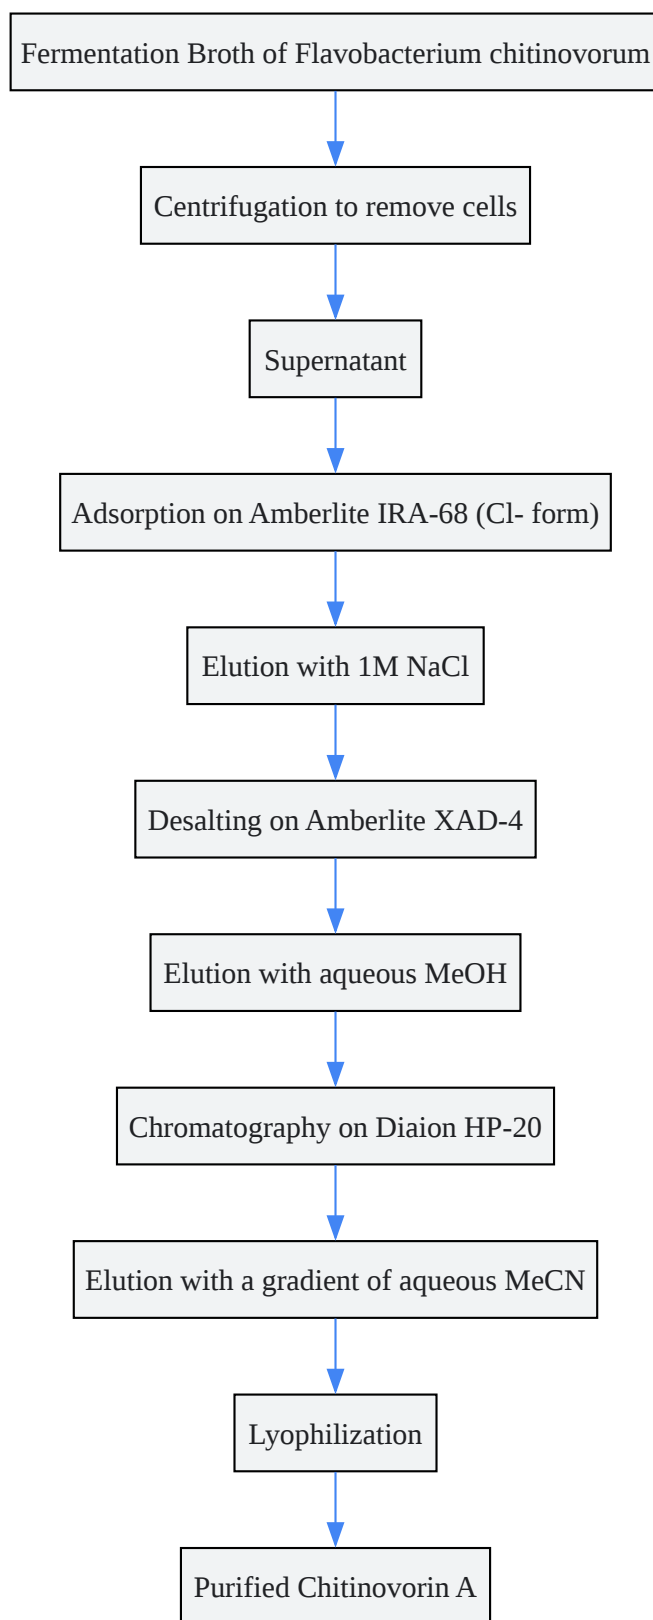 Fermentation Broth of Flavobacterium chitinovorum
Centrifugation to remove cells
Supernatant
Adsorption on Amberlite IRA-68 (Cl- form)
Elution with 1M NaCl
Desalting on Amberlite XAD-4
Elution with aqueous MeOH
Chromatography on Diaion HP-20
Elution with a gradient of aqueous MeCN
Lyophilization
Purified Chitinovorin A